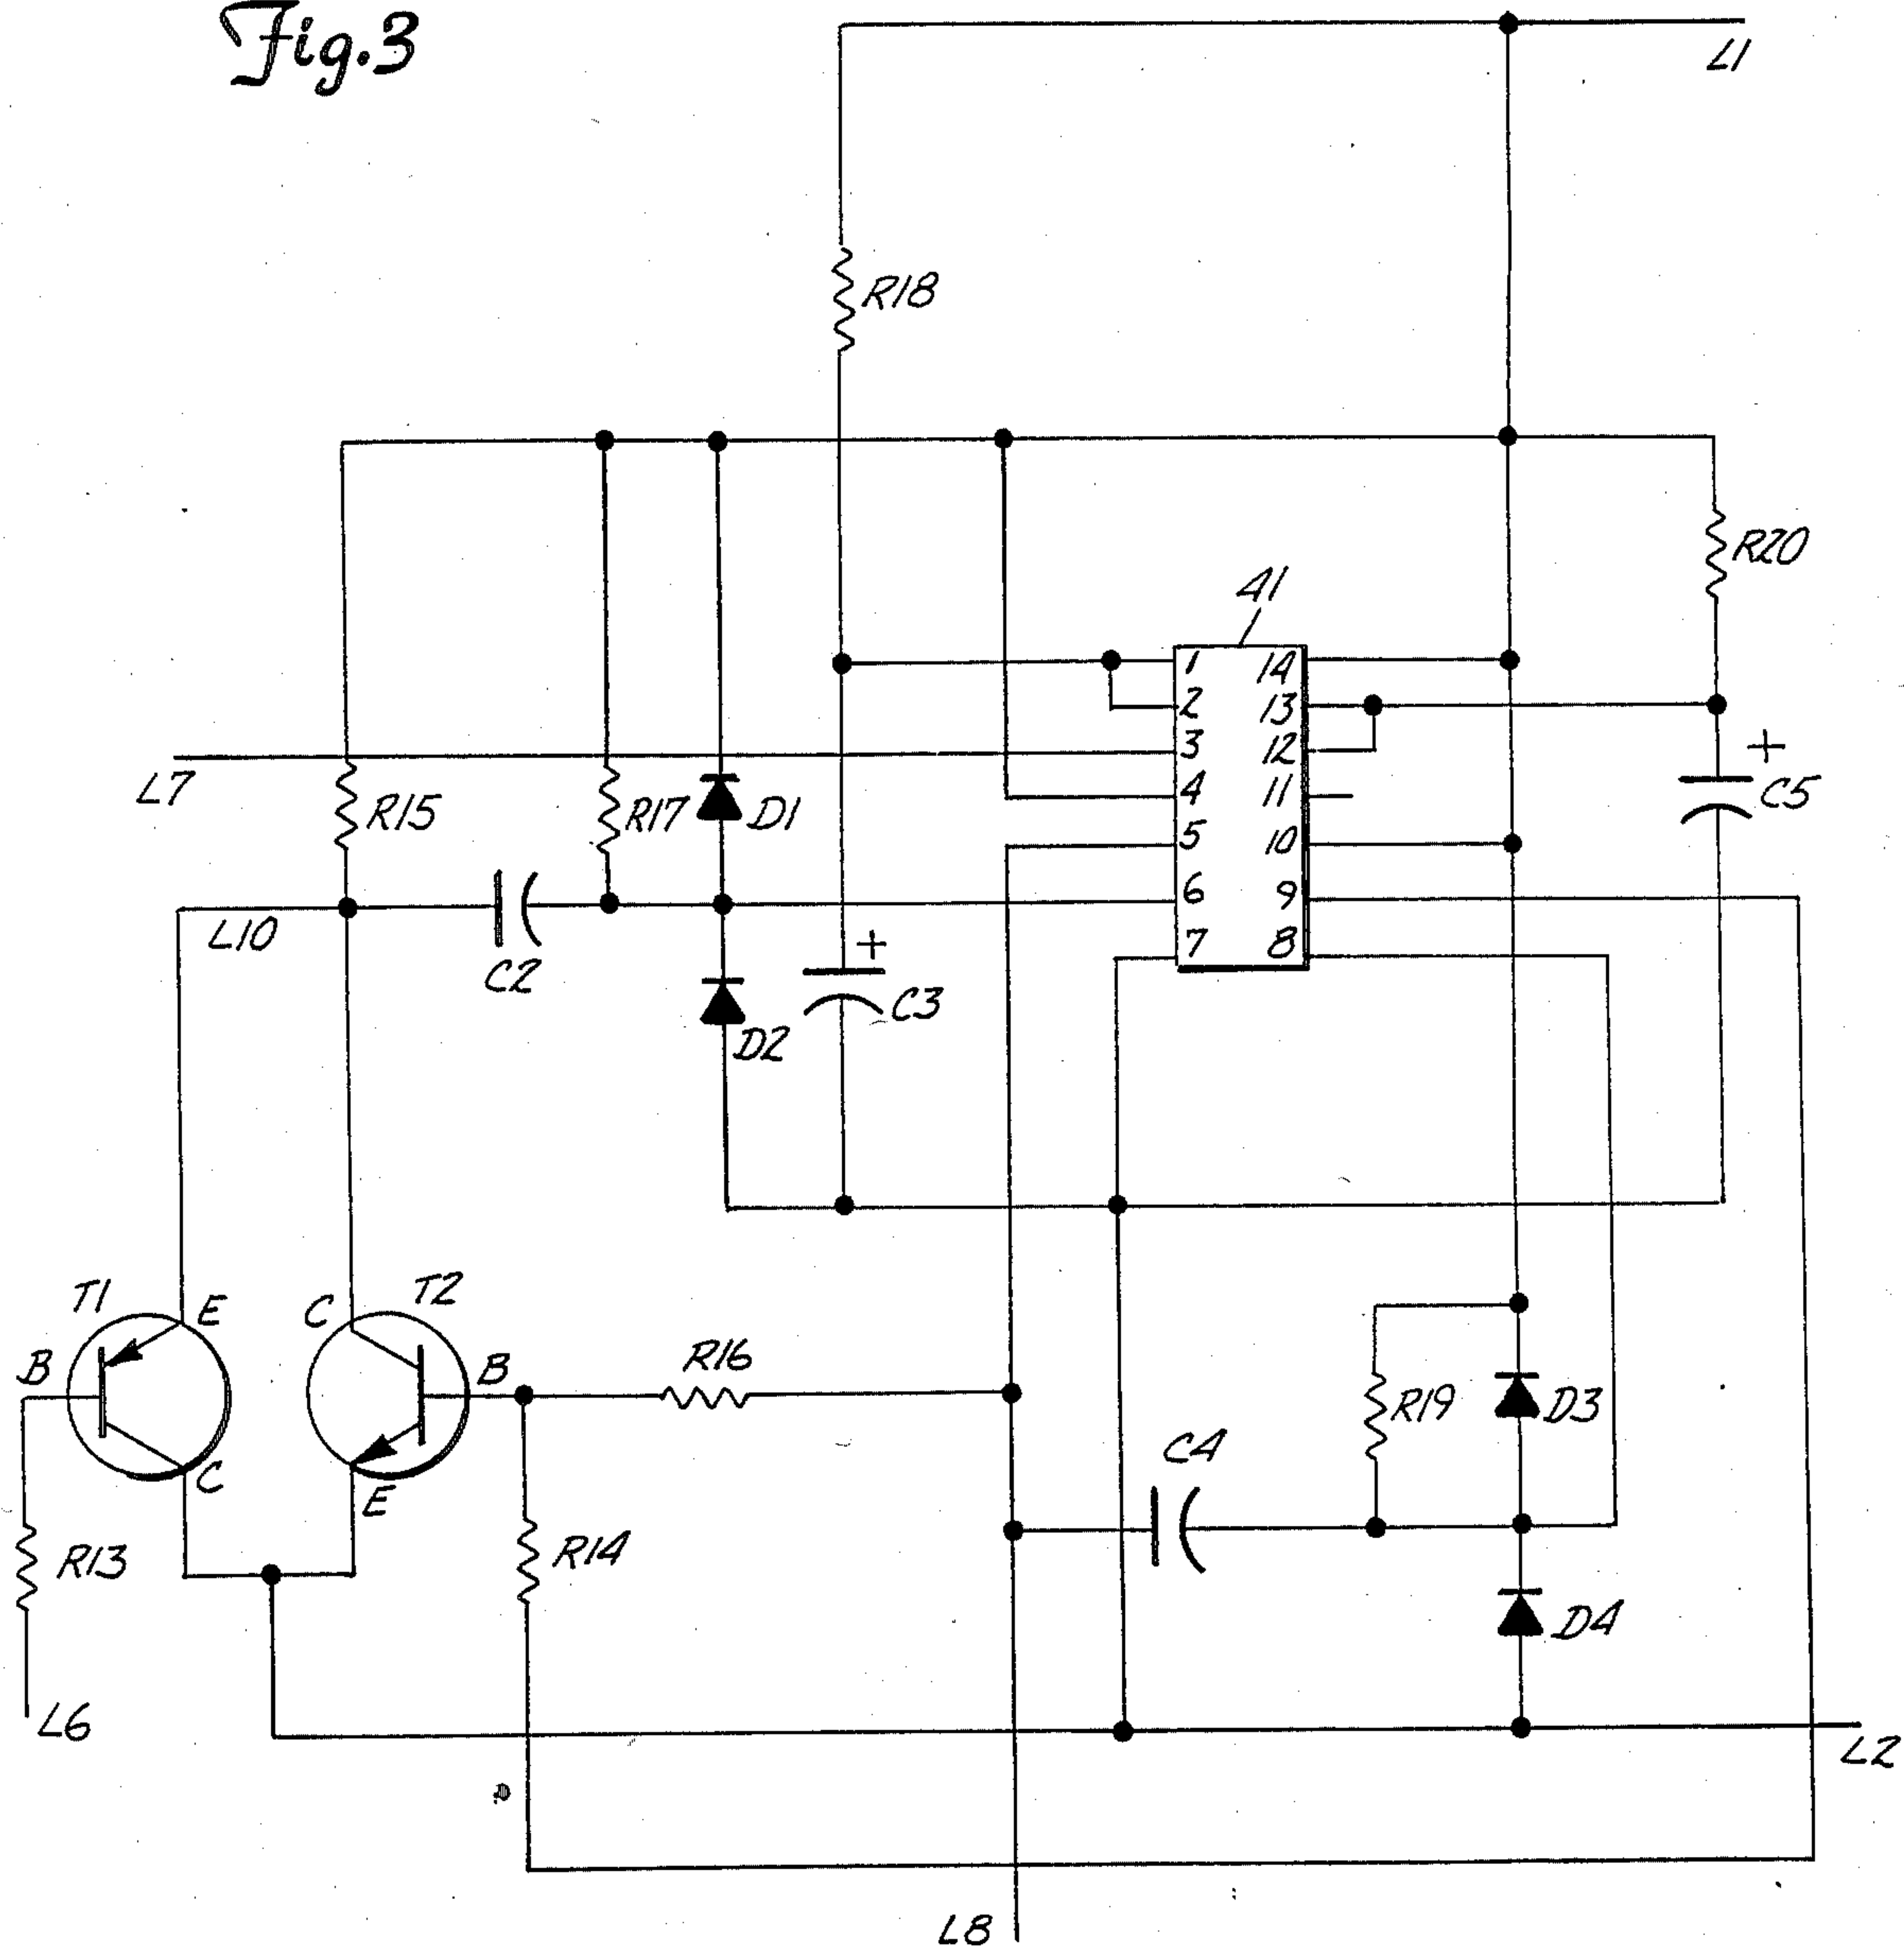 Fig.3
L1
R18
R20
41
1 14
2 13
3 12
4 11
5 10
6 9
7 8
+
C5
L7
R15
R17
D1
L10
C2
+
C3
D2
T1
E
B
C
C
T2
B
E
R16
R19
D3
C4
R13
R14
D4
L6
L2
L8